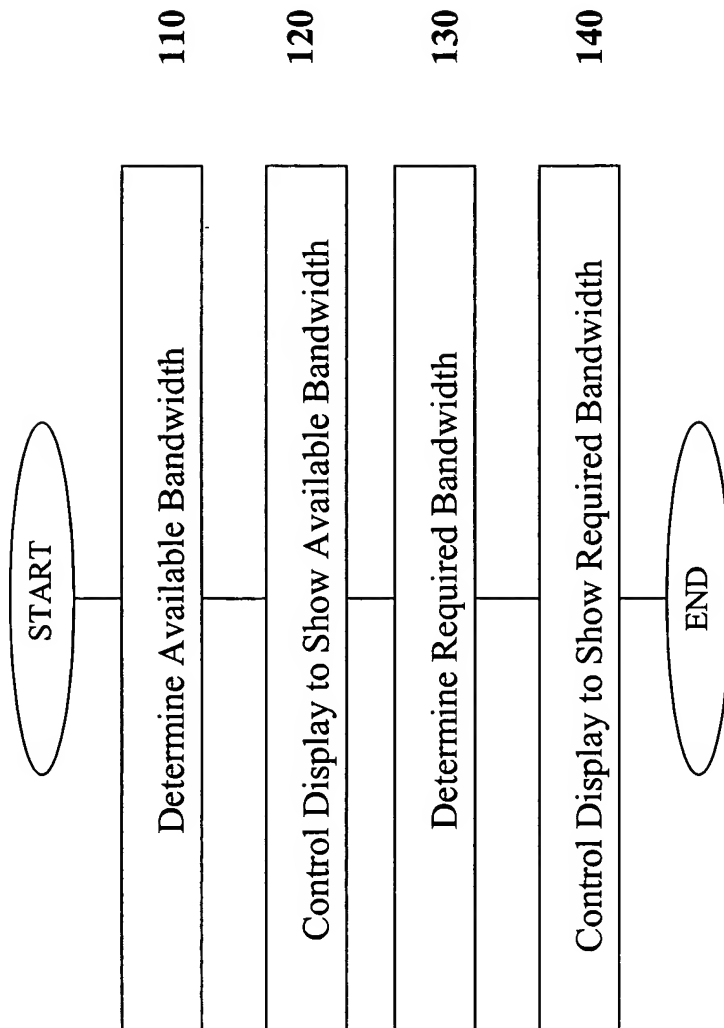 START
Determine Available Bandwidth
110
Control Display to Show Available Bandwidth
120
Determine Required Bandwidth
130
Control Display to Show Required Bandwidth
140
END